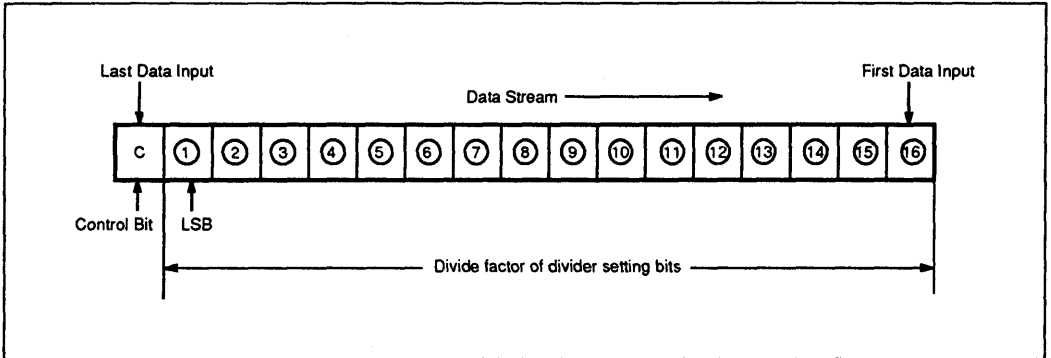 Last Data Input
First Data Input
Data Stream
C 1 2 3 4 5 6 7 8 9 10 11 12 13 14 15 16
Control Bit LSB
Divide factor of divider setting bits